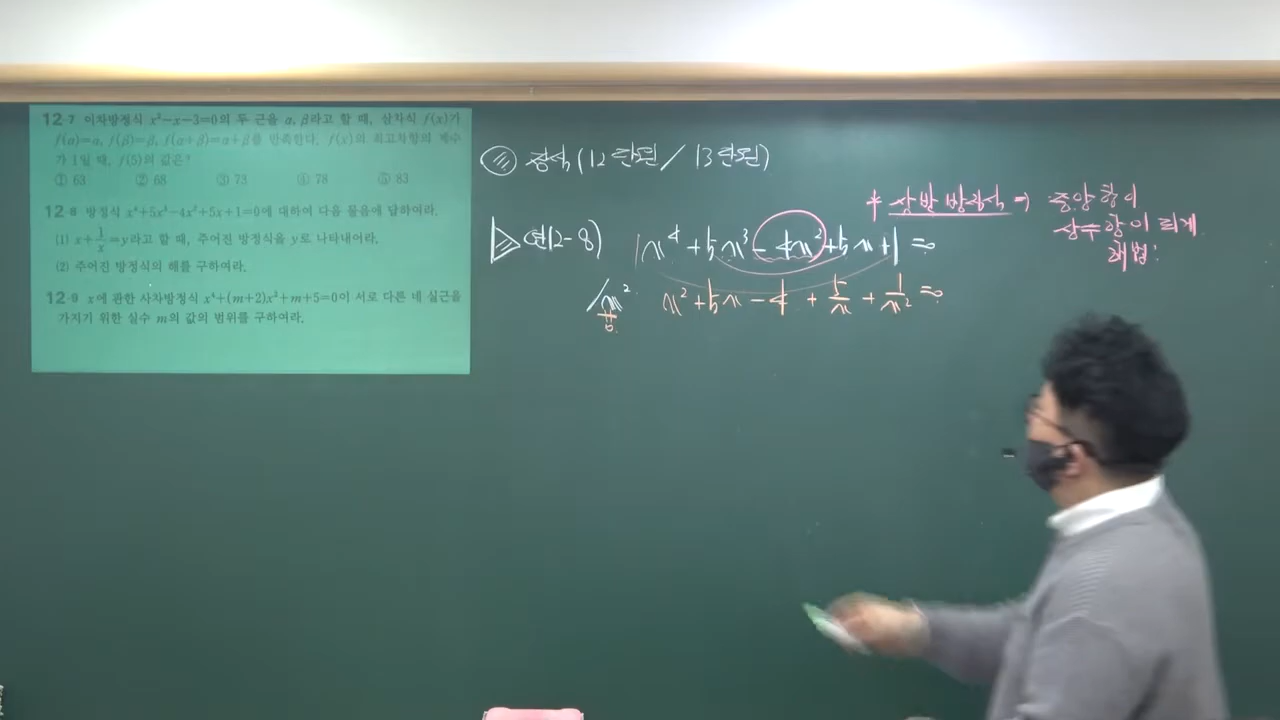 12·7 이차방정식 x²−x−3=0의 두 근을 α, β라고 할 때, 삼차식 f(x)가
f(α)=α, f(β)=β, f(α+β)=α+β를 만족한다. f(x)의 최고차항의 계수
가 1일 때, f(5)의 값은?
① 63 ② 68 ③ 73 ④ 78 ⑤ 83
12·8 방정식 x⁴+5x³−4x²+5x+1=0에 대하여 다음 물음에 답하여라.
(1) x+1/x=y라고 할 때, 주어진 방정식을 y로 나타내어라.
(2) 주어진 방정식의 해를 구하여라.
12·9 x에 관한 사차방정식 x⁴+(m+2)x²+m+5=0이 서로 다른 네 실근을
가지기 위한 실수 m의 값의 범위를 구하여라.
정석(12단원 / 13단원)
* 상반 방정식 ⇒ 중앙항이
상수항이 되게
해법:
연(12-8) 1x⁴+5x³−4x²+5x+1=0
/x² x²+5x−4+5/x+1/x²=0